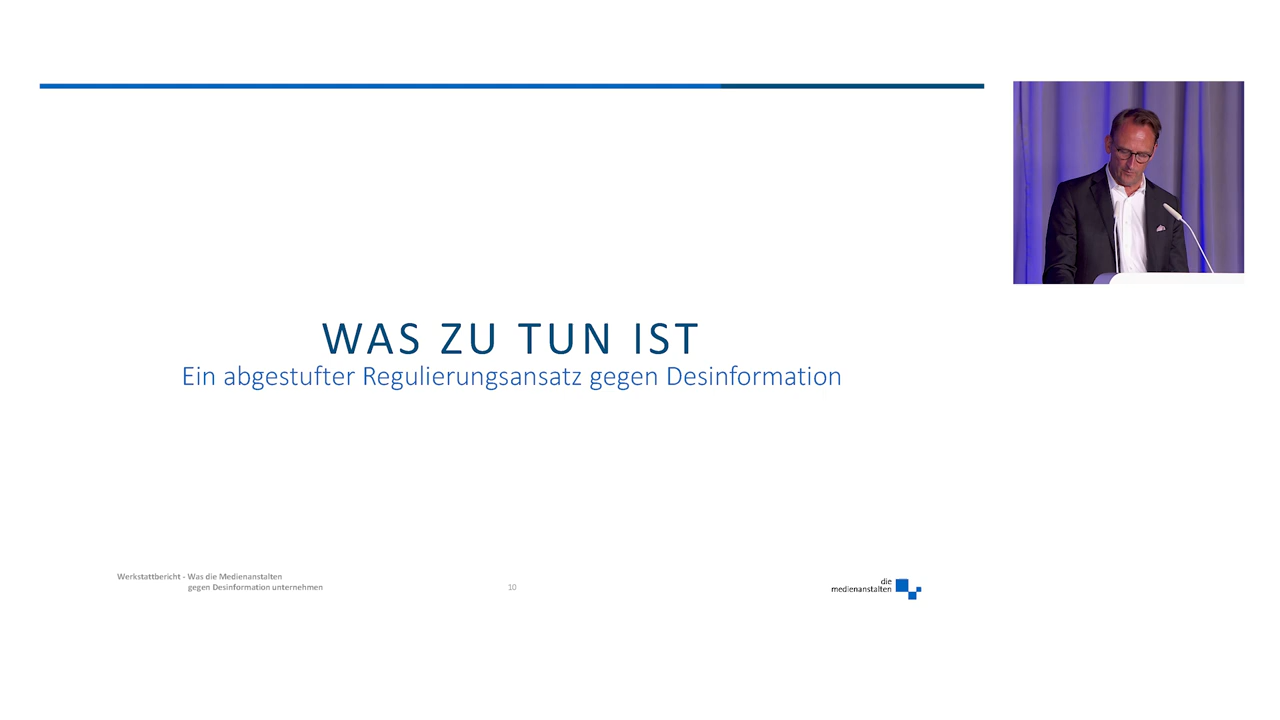 WAS ZU TUN IST
Ein abgestufter Regulierungsansatz gegen Desinformation
Werkstattbericht - Was die Medienanstalten
gegen Desinformation unternehmen
10
die
medienanstalten